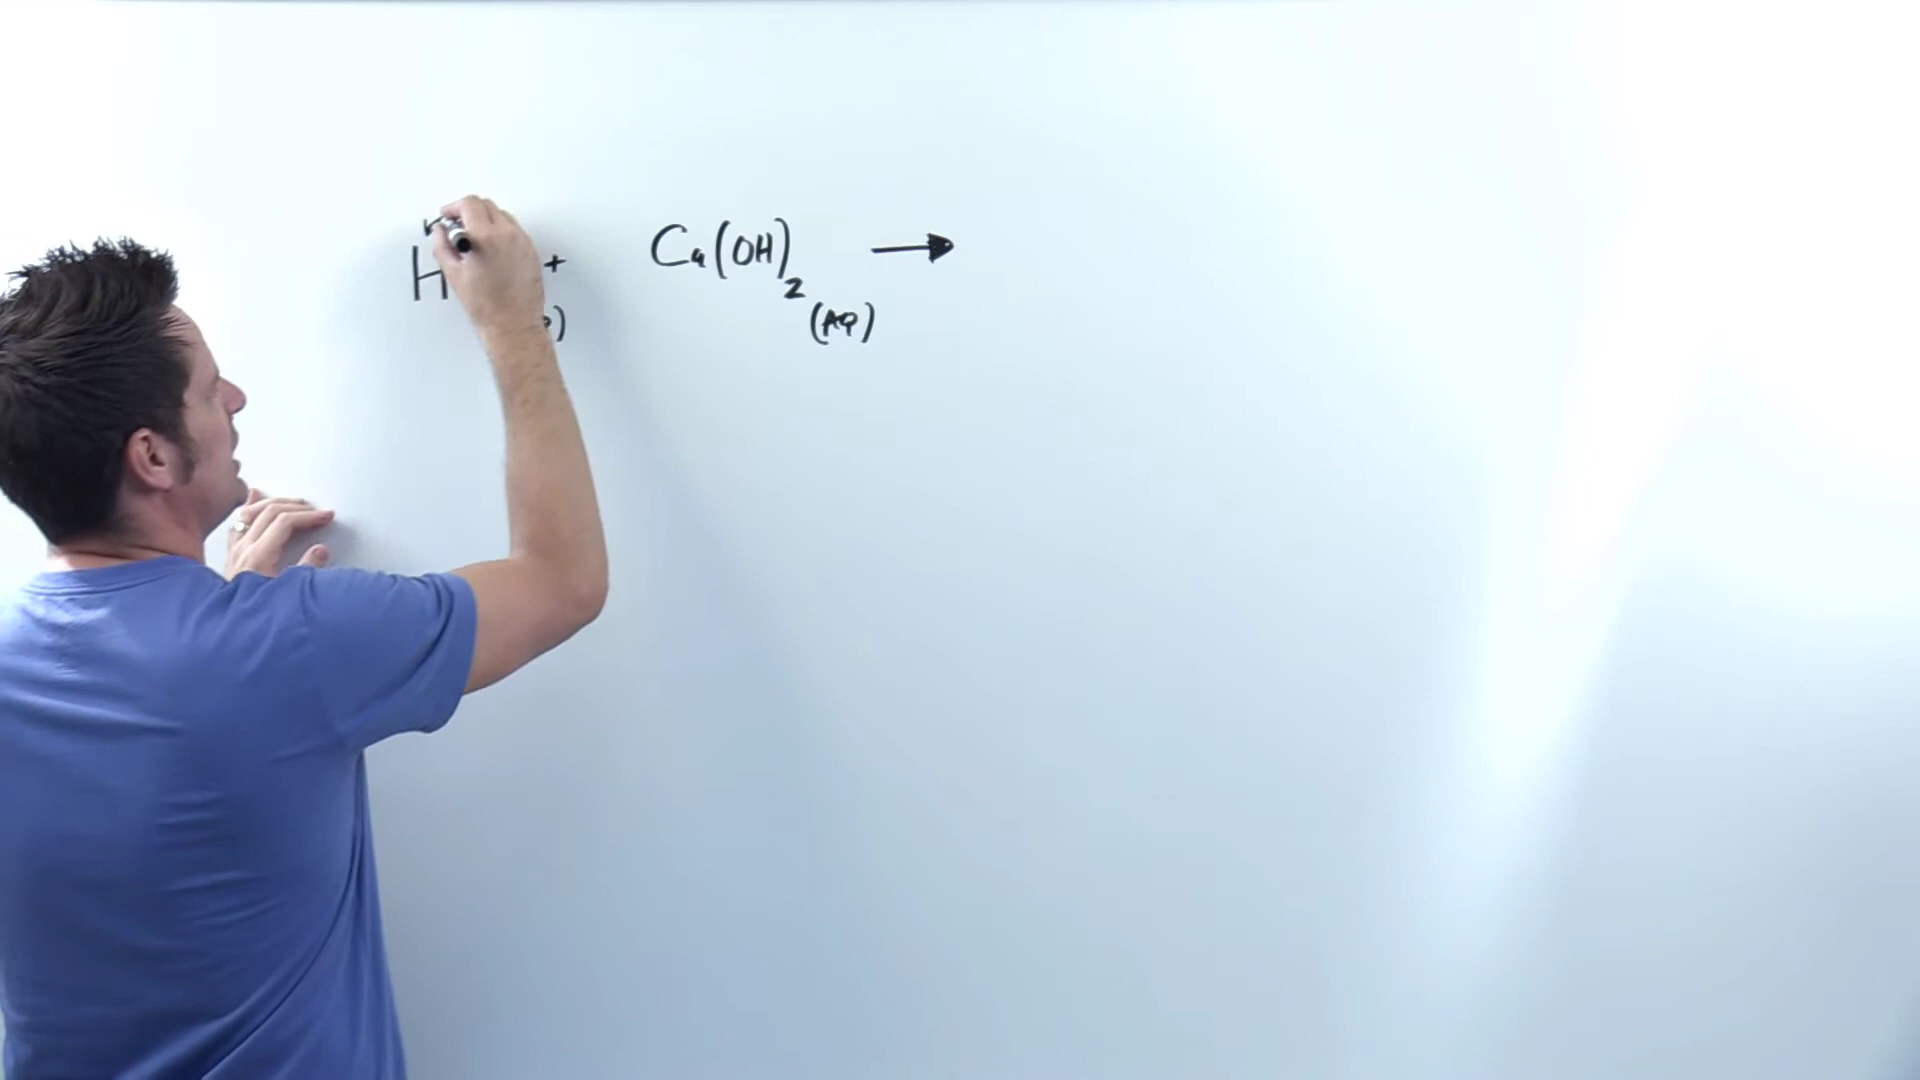 H + Ca(OH)₂ →
(AQ)